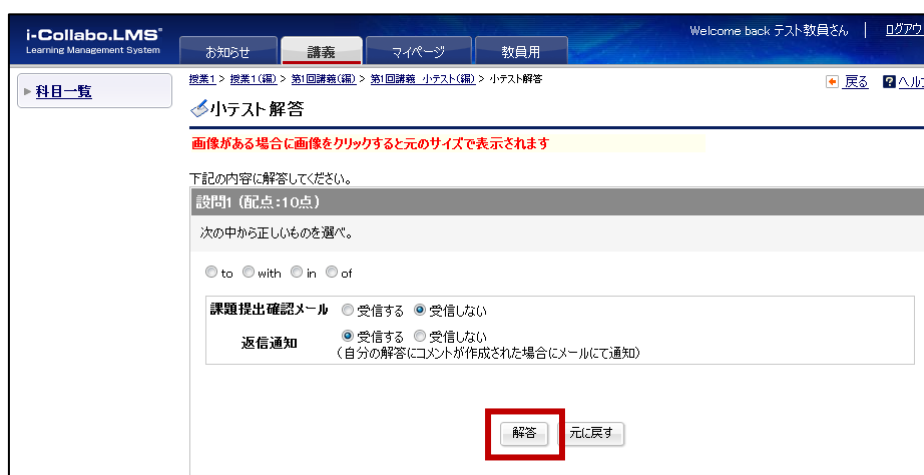 i-Collabo.LMS
Learning Management System
Welcome back テスト教員さん | ログアウ
お知らせ 講義 マイページ 教員用
科目一覧
授業1 > 授業1(編) > 第1回講義(編) > 第1回講義 小テスト(編) > 小テスト解答
戻る ヘル
小テスト解答
画像がある場合に画像をクリックすると元のサイズで表示されます
下記の内容に解答してください。
設問1 (配点:10点)
次の中から正しいものを選べ。
to with in of
課題提出確認メール 受信する 受信しない
返信通知 受信する 受信しない
(自分の解答にコメントが作成された場合にメールにて通知)
解答 元に戻す